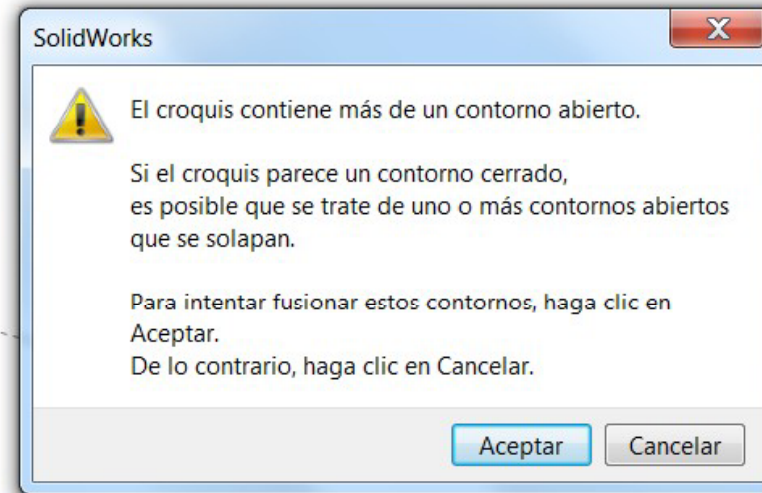 SolidWorks
El croquis contiene más de un contorno abierto.
Si el croquis parece un contorno cerrado,
es posible que se trate de uno o más contornos abiertos
que se solapan.
Para intentar fusionar estos contornos, haga clic en
Aceptar.
De lo contrario, haga clic en Cancelar.
Aceptar
Cancelar